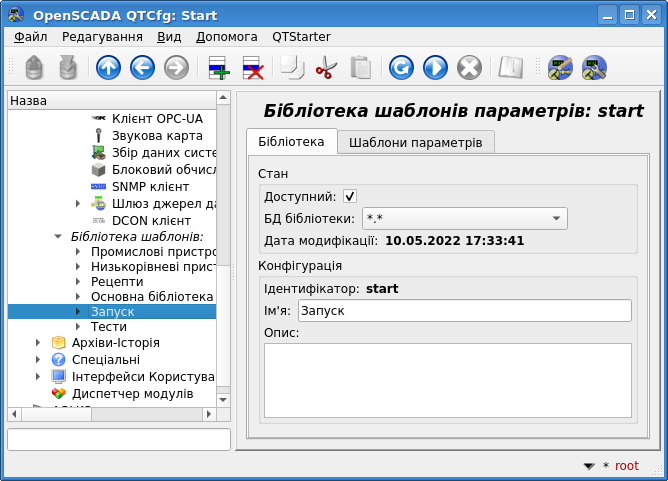 OpenSCADA QTCfg: Start
Файл Редагування Вид Допомога QTStarter
Назва
Клієнт OPC-UA
Звукова карта
Збір даних систе
Блоковий обчисл
SNMP клієнт
Шлюз джерел да
DCON клієнт
Бібліотека шаблонів:
Промислові пристро
Низькорівневі прист
Рецепти
Основна бібліотека
Запуск
Тести
Архіви-Історія
Спеціальні
Інтерфейси Користува
Диспетчер модулів
Бібліотека шаблонів параметрів: start
Бібліотека Шаблони параметрів
Стан
Доступний:
БД бібліотеки: *.*
Дата модифікації: 10.05.2022 17:33:41
Конфігурація
Ідентифікатор: start
Ім'я: Запуск
Опис:
* root